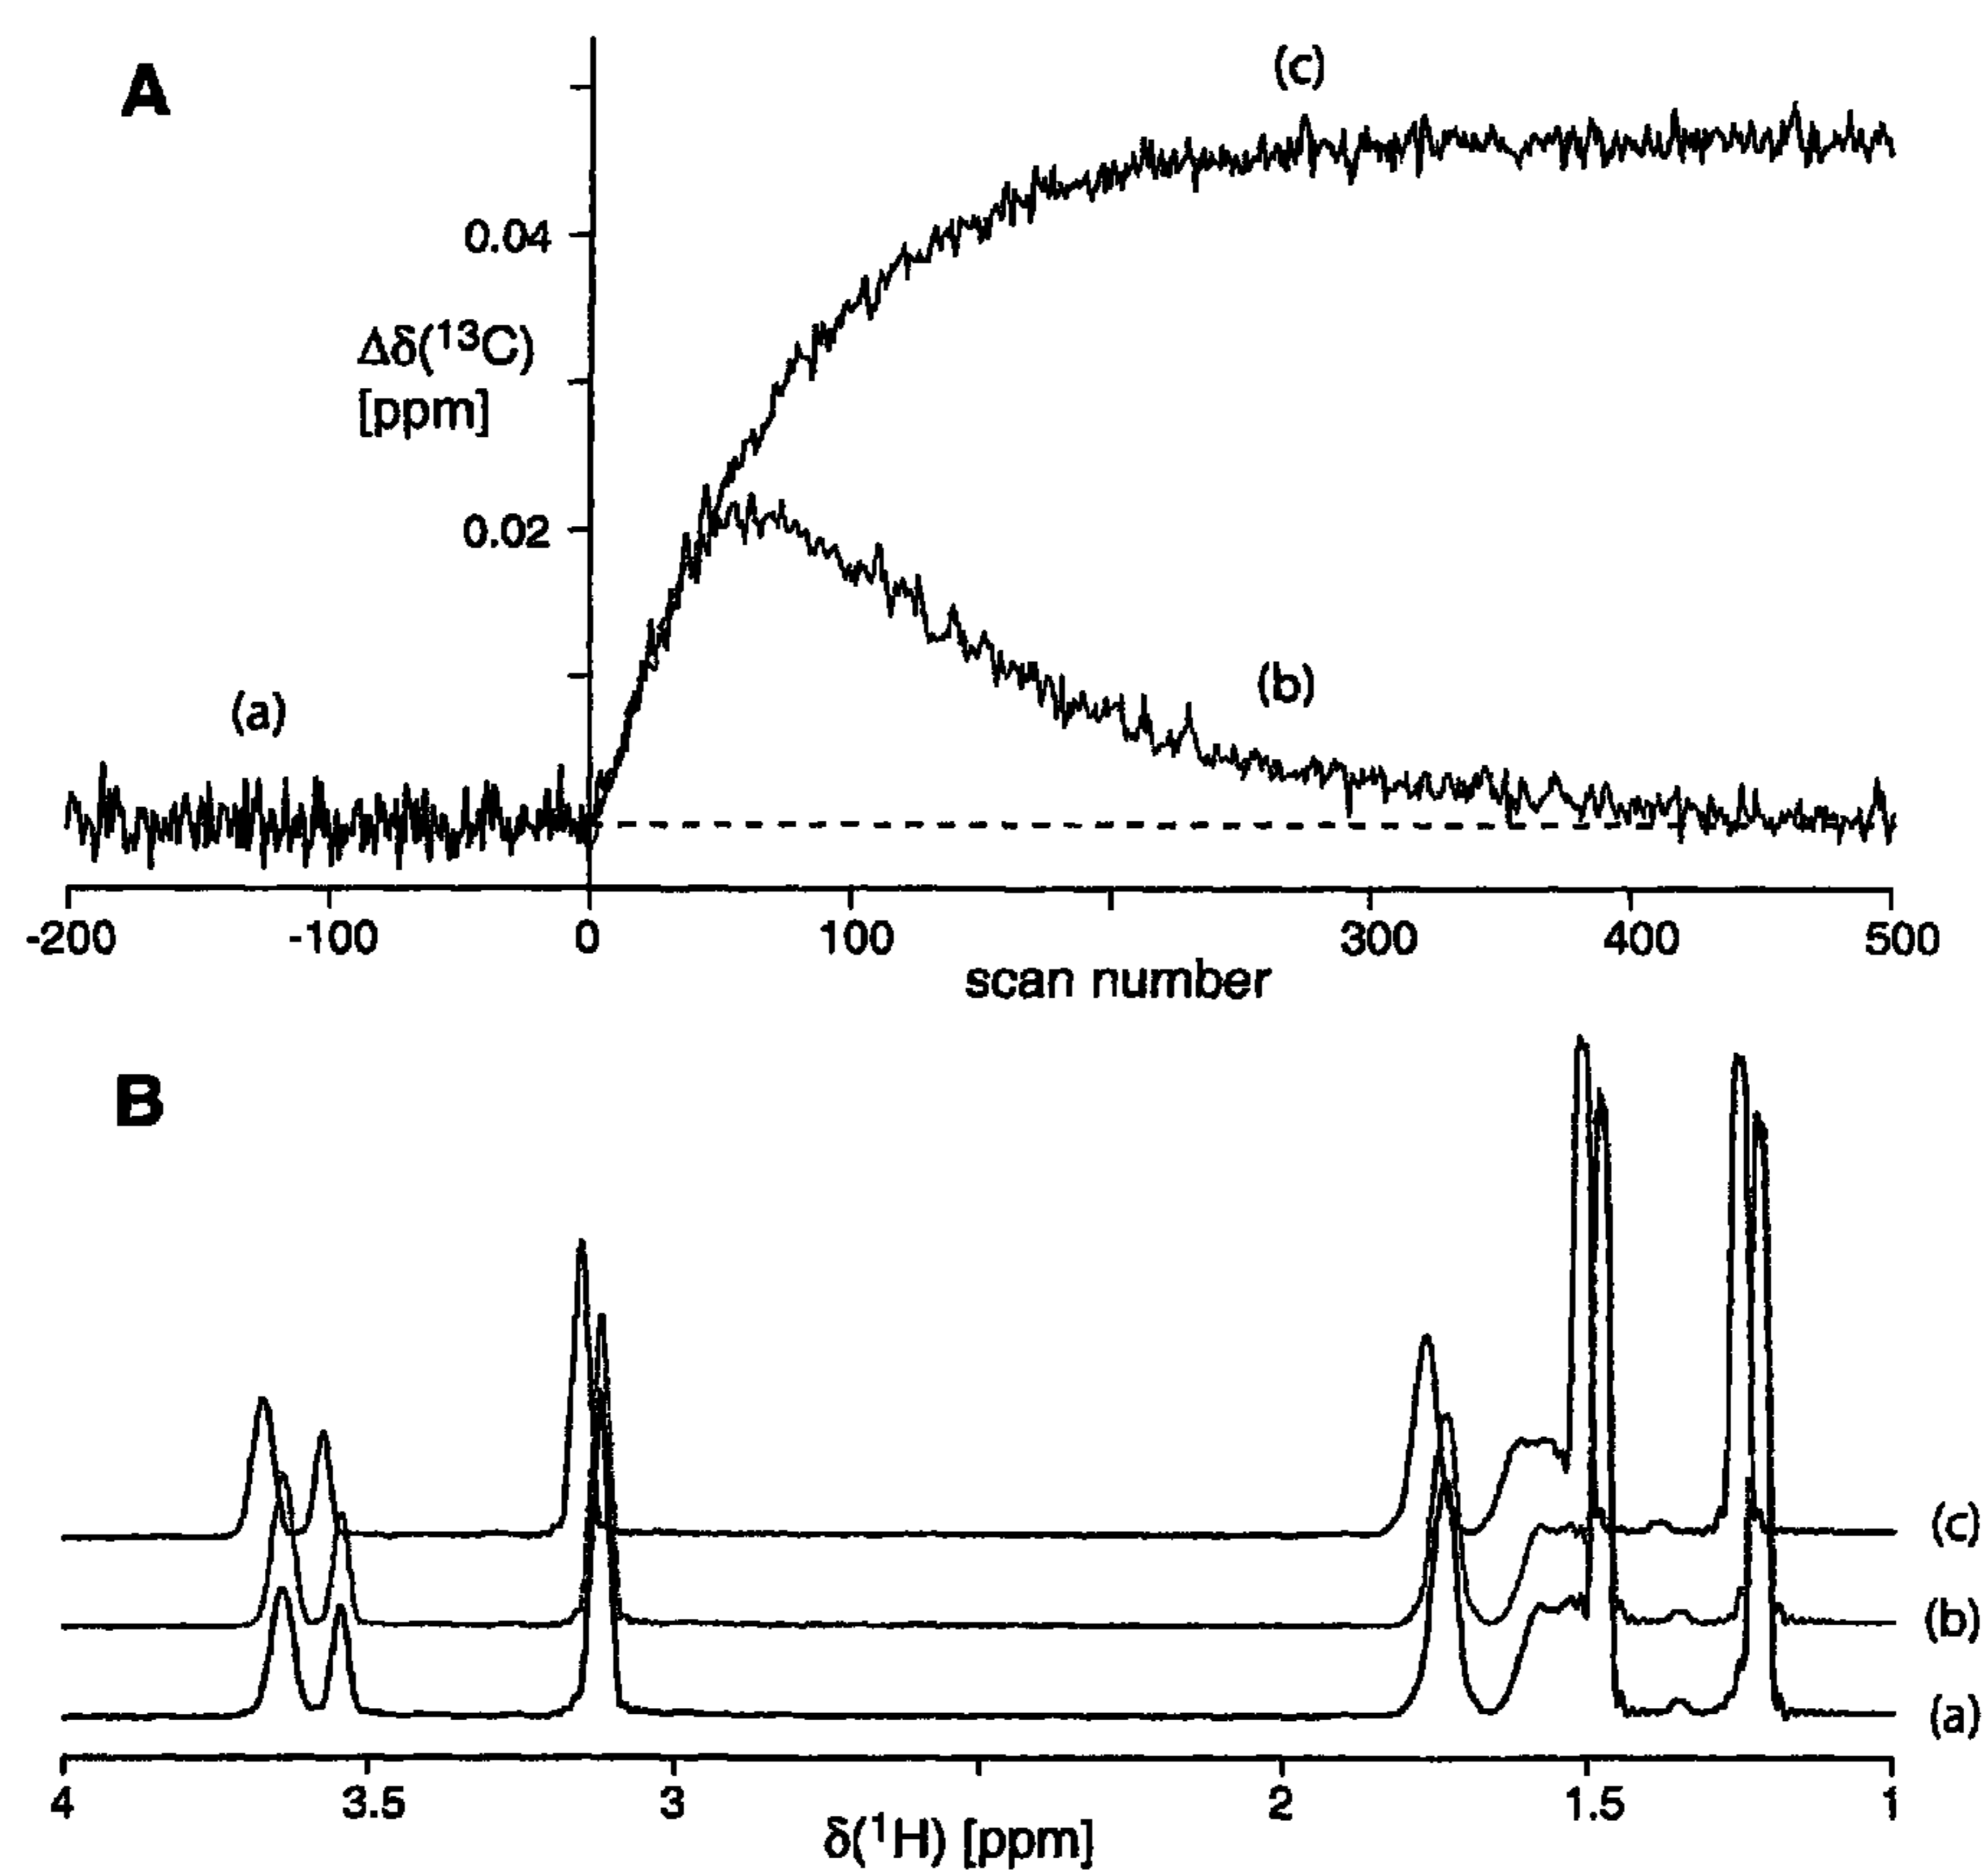 A
(c)
0.04
Δδ(¹³C)
[ppm]
0.02
(a)
(b)
-200 -100 0 100 300 400 500
scan number
B
(c)
(b)
(a)
4 3.5 3 2 1.5 1
δ(¹H) [ppm]